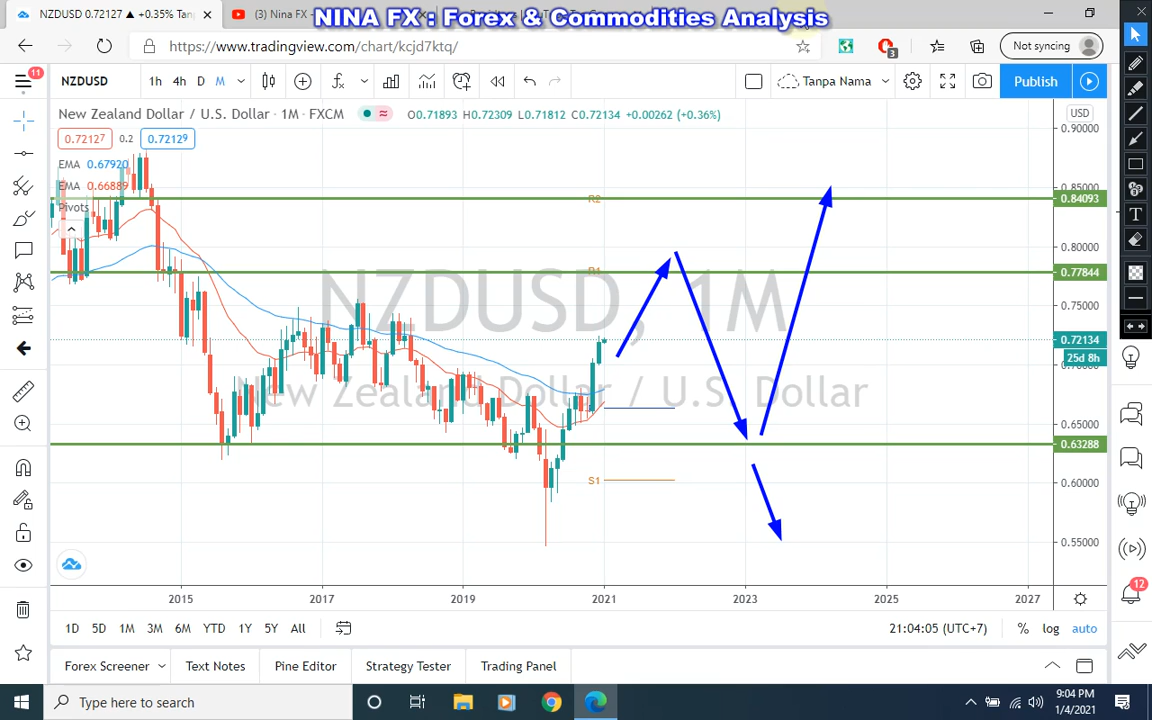 NZDUSD 0.72127 ▲ +0.35% Tan
(3) Nina FX
NINA FX : Forex & Commodities Analysis
https://www.tradingview.com/chart/kcjd7ktq/
3
Not syncing
11
NZDUSD
1h 4h D M
Tanpa Nama
Publish
New Zealand Dollar / U.S. Dollar · 1M · FXCM
O0.71893 H0.72309 L0.71812 C0.72134 +0.00262 (+0.36%)
USD
0.72127 0.2 0.72129
0.90000
EMA 0.67920
EMA 0.66889
0.85000
R2
0.84093
Pivots
0.80000
R1
0.77844
NZDUSD, 1M
0.75000
0.72134
25d 8h
New Zealand Dollar / U.S. Dollar
0.65000
0.63288
S1
0.60000
0.55000
2015 2017 2019 2021 2023 2025 2027
1D 5D 1M 3M 6M YTD 1Y 5Y All
21:04:05 (UTC+7) % log auto
12
Forex Screener Text Notes Pine Editor Strategy Tester Trading Panel
Type here to search
9:04 PM
1/4/2021